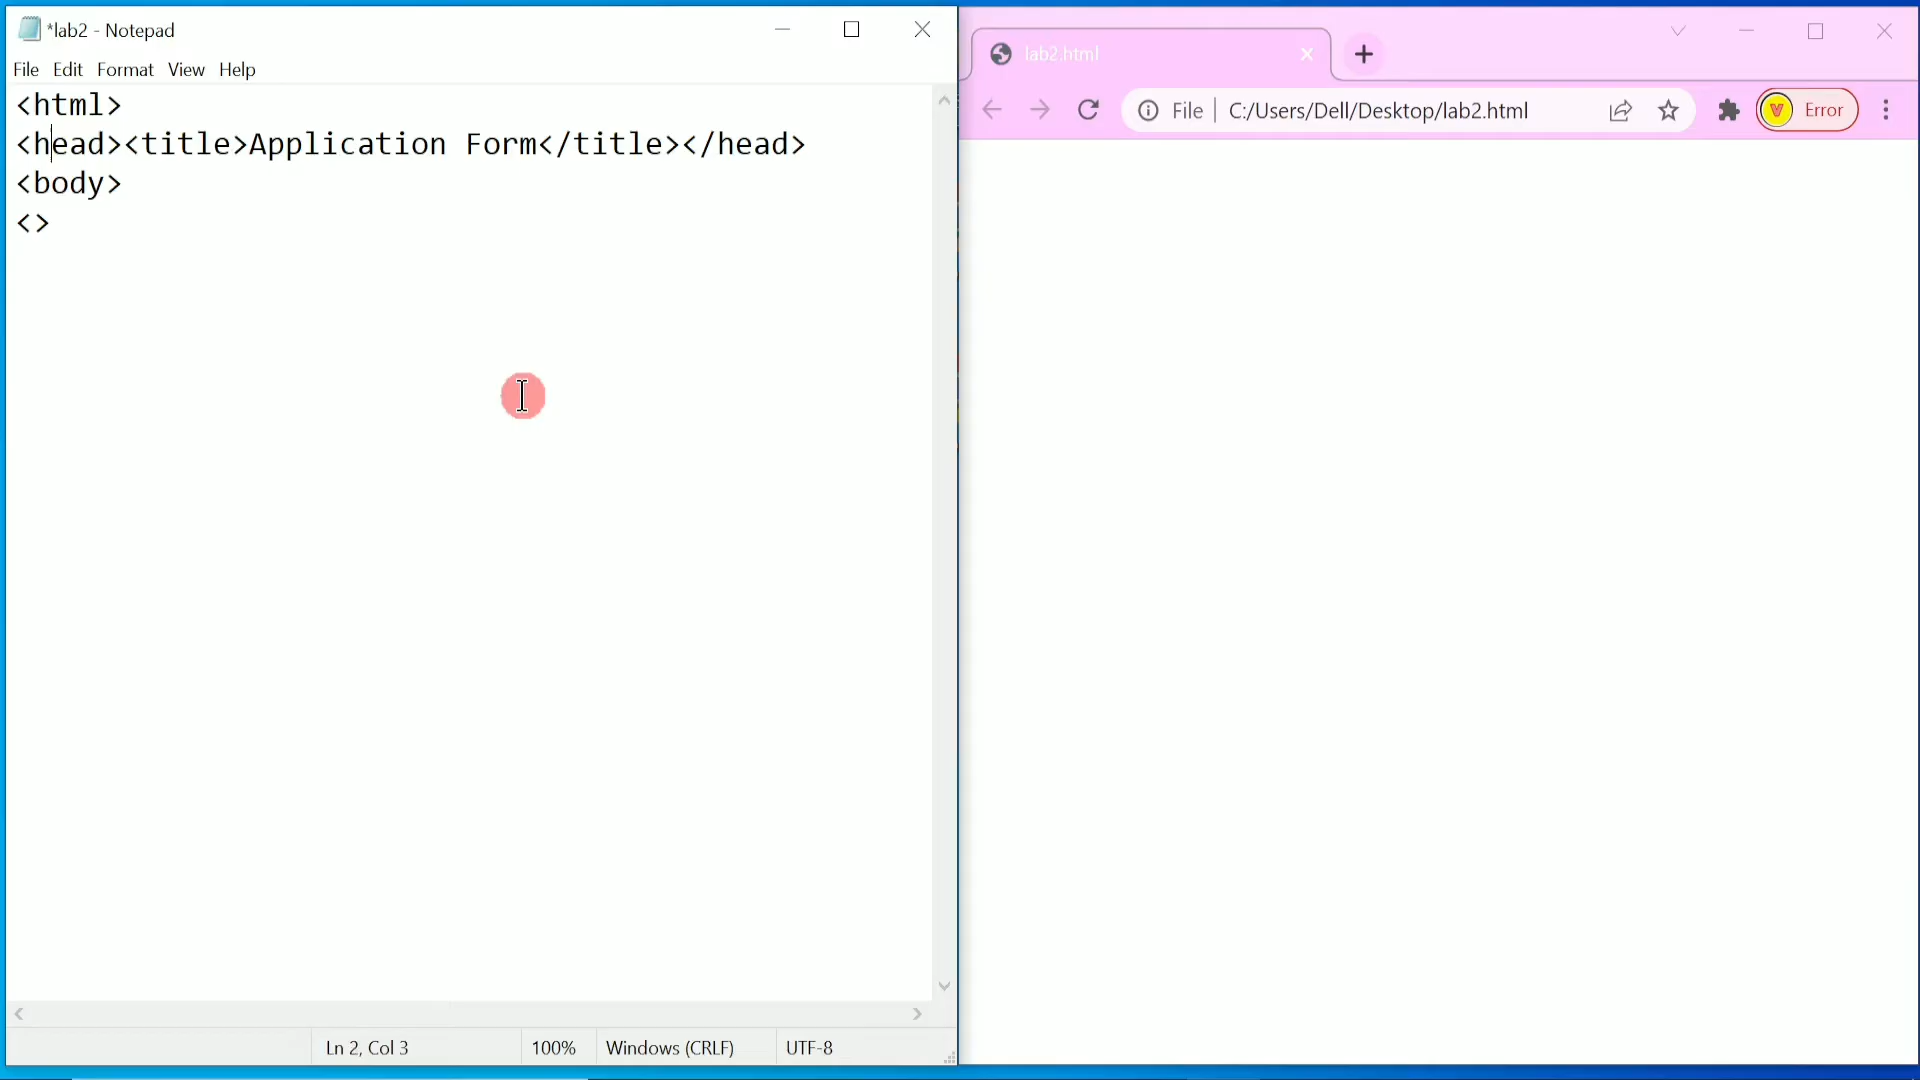 *lab2 - Notepad
File Edit Format View Help
<html>
<head><title>Application Form</title></head>
<body>
<>
Ln 2, Col 3
100%
Windows (CRLF)
UTF-8
lab2.html
File
C:/Users/Dell/Desktop/lab2.html
V
Error